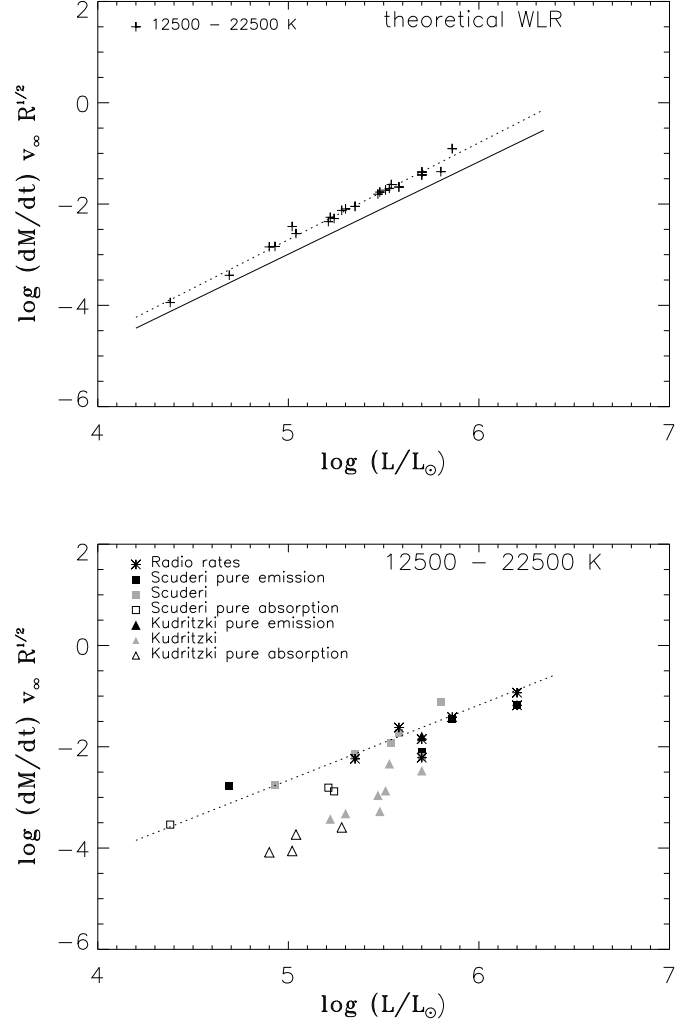 2
+ 12500 – 22500 K
theoretical WLR
0
−2
−4
−6
log (dM/dt) v∞ R^1/2
4 5 6 7
log (L/L⊙)
2
12500 – 22500 K
Radio rates
Scuderi pure emission
Scuderi
Scuderi pure absorption
Kudritzki pure emission
Kudritzki
Kudritzki pure absorption
0
−2
−4
−6
log (dM/dt) v∞ R^1/2
4 5 6 7
log (L/L⊙)